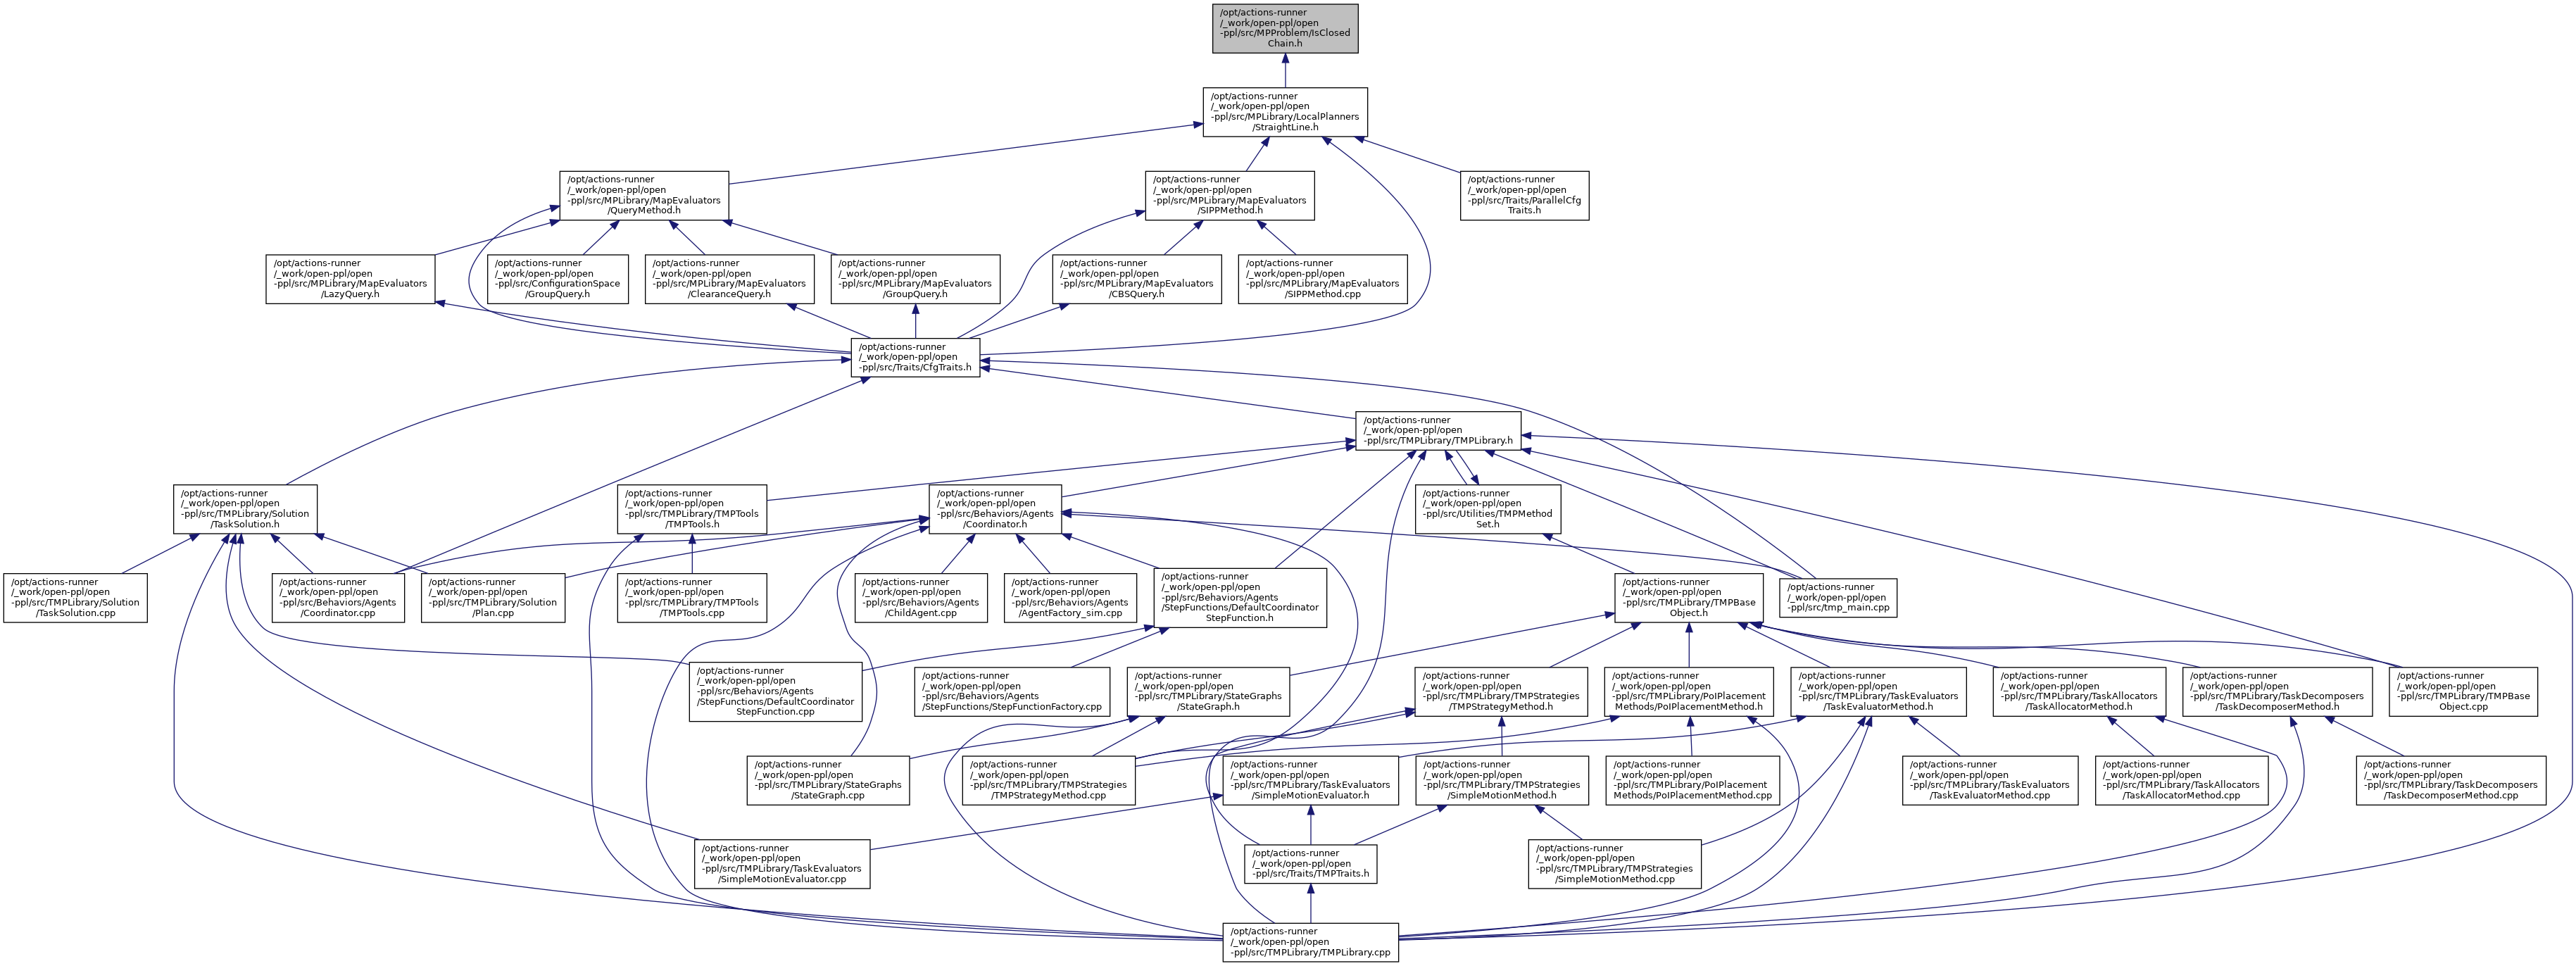 /opt/actions-runner
/_work/open-ppl/open
-ppl/src/MPProblem/IsClosed
Chain.h
/opt/actions-runner
/_work/open-ppl/open
-ppl/src/MPLibrary/LocalPlanners
/StraightLine.h
/opt/actions-runner
/_work/open-ppl/open
-ppl/src/MPLibrary/MapEvaluators
/QueryMethod.h
/opt/actions-runner
/_work/open-ppl/open
-ppl/src/MPLibrary/MapEvaluators
/SIPPMethod.h
/opt/actions-runner
/_work/open-ppl/open
-ppl/src/Traits/ParallelCfg
Traits.h
/opt/actions-runner
/_work/open-ppl/open
-ppl/src/MPLibrary/MapEvaluators
/LazyQuery.h
/opt/actions-runner
/_work/open-ppl/open
-ppl/src/ConfigurationSpace
/GroupQuery.h
/opt/actions-runner
/_work/open-ppl/open
-ppl/src/MPLibrary/MapEvaluators
/ClearanceQuery.h
/opt/actions-runner
/_work/open-ppl/open
-ppl/src/MPLibrary/MapEvaluators
/GroupQuery.h
/opt/actions-runner
/_work/open-ppl/open
-ppl/src/MPLibrary/MapEvaluators
/CBSQuery.h
/opt/actions-runner
/_work/open-ppl/open
-ppl/src/MPLibrary/MapEvaluators
/SIPPMethod.cpp
/opt/actions-runner
/_work/open-ppl/open
-ppl/src/Traits/CfgTraits.h
/opt/actions-runner
/_work/open-ppl/open
-ppl/src/TMPLibrary/TMPLibrary.h
/opt/actions-runner
/_work/open-ppl/open
-ppl/src/TMPLibrary/Solution
/TaskSolution.h
/opt/actions-runner
/_work/open-ppl/open
-ppl/src/TMPLibrary/TMPTools
/TMPTools.h
/opt/actions-runner
/_work/open-ppl/open
-ppl/src/Behaviors/Agents
/Coordinator.h
/opt/actions-runner
/_work/open-ppl/open
-ppl/src/Utilities/TMPMethod
Set.h
/opt/actions-runner
/_work/open-ppl/open
-ppl/src/TMPLibrary/Solution
/TaskSolution.cpp
/opt/actions-runner
/_work/open-ppl/open
-ppl/src/Behaviors/Agents
/Coordinator.cpp
/opt/actions-runner
/_work/open-ppl/open
-ppl/src/TMPLibrary/Solution
/Plan.cpp
/opt/actions-runner
/_work/open-ppl/open
-ppl/src/TMPLibrary/TMPTools
/TMPTools.cpp
/opt/actions-runner
/_work/open-ppl/open
-ppl/src/Behaviors/Agents
/ChildAgent.cpp
/opt/actions-runner
/_work/open-ppl/open
-ppl/src/Behaviors/Agents
/AgentFactory_sim.cpp
/opt/actions-runner
/_work/open-ppl/open
-ppl/src/Behaviors/Agents
/StepFunctions/DefaultCoordinator
StepFunction.h
/opt/actions-runner
/_work/open-ppl/open
-ppl/src/TMPLibrary/TMPBase
Object.h
/opt/actions-runner
/_work/open-ppl/open
-ppl/src/tmp_main.cpp
/opt/actions-runner
/_work/open-ppl/open
-ppl/src/Behaviors/Agents
/StepFunctions/DefaultCoordinator
StepFunction.cpp
/opt/actions-runner
/_work/open-ppl/open
-ppl/src/Behaviors/Agents
/StepFunctions/StepFunctionFactory.cpp
/opt/actions-runner
/_work/open-ppl/open
-ppl/src/TMPLibrary/StateGraphs
/StateGraph.h
/opt/actions-runner
/_work/open-ppl/open
-ppl/src/TMPLibrary/TMPStrategies
/TMPStrategyMethod.h
/opt/actions-runner
/_work/open-ppl/open
-ppl/src/TMPLibrary/PoIPlacement
Methods/PoIPlacementMethod.h
/opt/actions-runner
/_work/open-ppl/open
-ppl/src/TMPLibrary/TaskEvaluators
/TaskEvaluatorMethod.h
/opt/actions-runner
/_work/open-ppl/open
-ppl/src/TMPLibrary/TaskAllocators
/TaskAllocatorMethod.h
/opt/actions-runner
/_work/open-ppl/open
-ppl/src/TMPLibrary/TaskDecomposers
/TaskDecomposerMethod.h
/opt/actions-runner
/_work/open-ppl/open
-ppl/src/TMPLibrary/TMPBase
Object.cpp
/opt/actions-runner
/_work/open-ppl/open
-ppl/src/TMPLibrary/StateGraphs
/StateGraph.cpp
/opt/actions-runner
/_work/open-ppl/open
-ppl/src/TMPLibrary/TMPStrategies
/TMPStrategyMethod.cpp
/opt/actions-runner
/_work/open-ppl/open
-ppl/src/TMPLibrary/TaskEvaluators
/SimpleMotionEvaluator.h
/opt/actions-runner
/_work/open-ppl/open
-ppl/src/TMPLibrary/TMPStrategies
/SimpleMotionMethod.h
/opt/actions-runner
/_work/open-ppl/open
-ppl/src/TMPLibrary/PoIPlacement
Methods/PoIPlacementMethod.cpp
/opt/actions-runner
/_work/open-ppl/open
-ppl/src/TMPLibrary/TaskEvaluators
/TaskEvaluatorMethod.cpp
/opt/actions-runner
/_work/open-ppl/open
-ppl/src/TMPLibrary/TaskAllocators
/TaskAllocatorMethod.cpp
/opt/actions-runner
/_work/open-ppl/open
-ppl/src/TMPLibrary/TaskDecomposers
/TaskDecomposerMethod.cpp
/opt/actions-runner
/_work/open-ppl/open
-ppl/src/TMPLibrary/TaskEvaluators
/SimpleMotionEvaluator.cpp
/opt/actions-runner
/_work/open-ppl/open
-ppl/src/Traits/TMPTraits.h
/opt/actions-runner
/_work/open-ppl/open
-ppl/src/TMPLibrary/TMPStrategies
/SimpleMotionMethod.cpp
/opt/actions-runner
/_work/open-ppl/open
-ppl/src/TMPLibrary/TMPLibrary.cpp